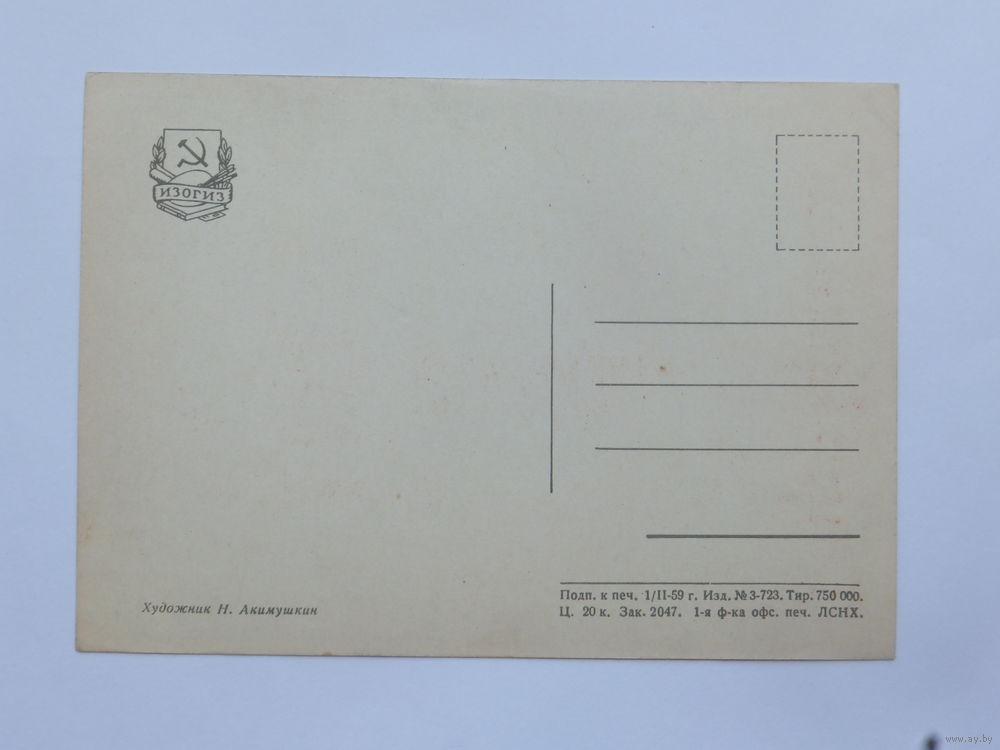 ИЗОГИЗ
Художник Н. Акимушкин
Подп. к печ. 1/II-59 г. Изд. № 3-723. Тир. 750 000.
Ц. 20 к. Зак. 2047. 1-я ф-ка офс. печ. ЛСНХ.
www.ay.by